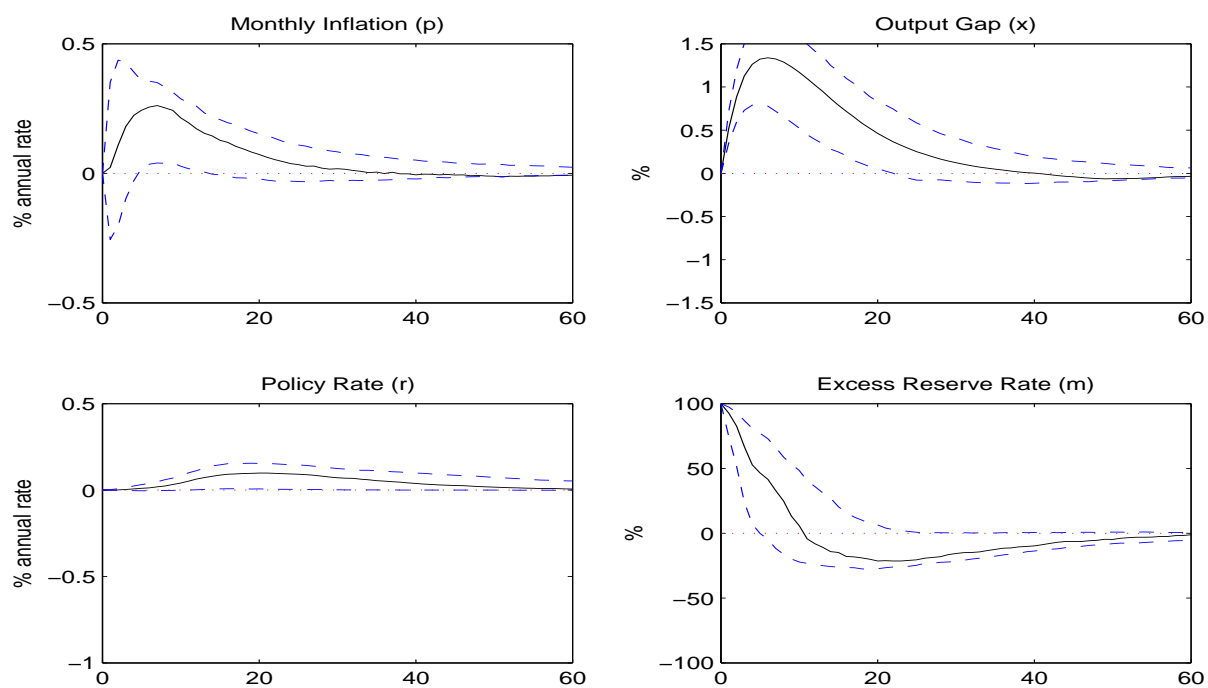 Monthly Inflation (p)
% annual rate
0.5
0
−0.5
0 20 40 60
Output Gap (x)
%
1.5
1
0.5
0
−0.5
−1
−1.5
0 20 40 60
Policy Rate (r)
% annual rate
0.5
0
−0.5
−1
0 20 40 60
Excess Reserve Rate (m)
%
100
50
0
−50
−100
0 20 40 60